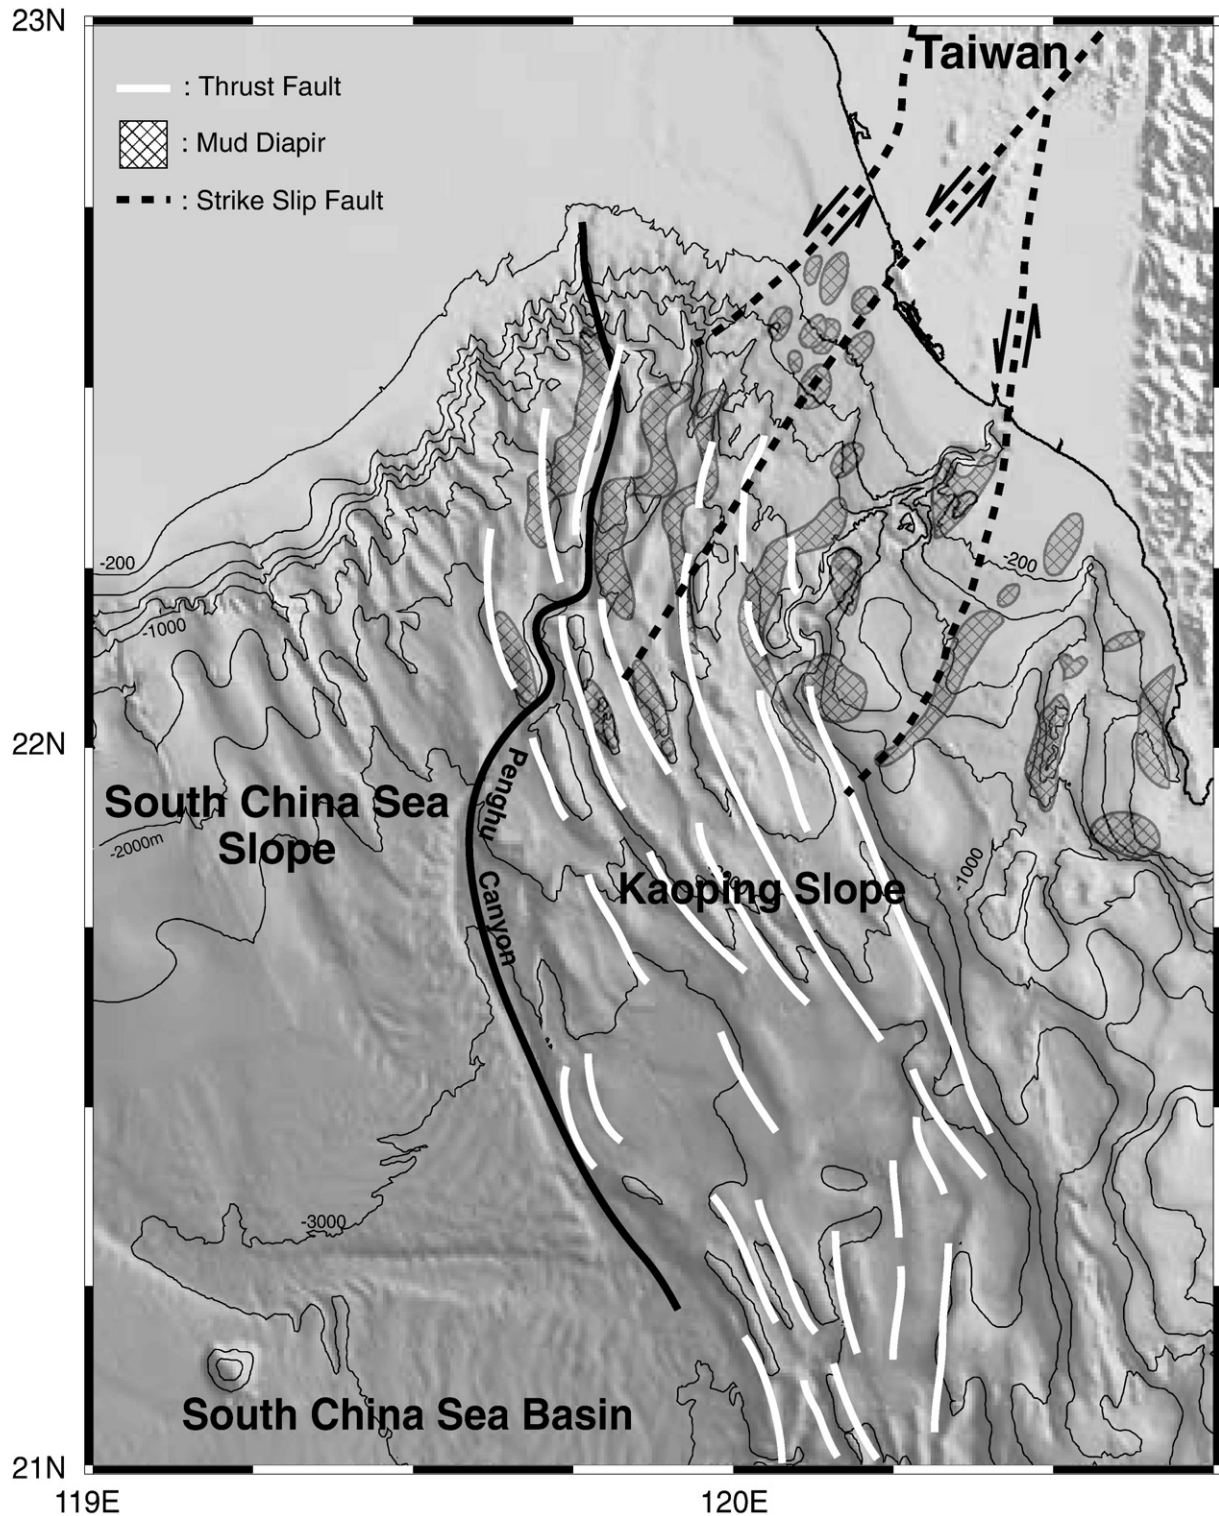 23N
Taiwan
: Thrust Fault
: Mud Diapir
: Strike Slip Fault
-200
-200
-1000
22N
Penghu
Canyon
South China Sea
Slope
-2000m
-1000
Kaoping Slope
-3000
South China Sea Basin
21N
119E
120E